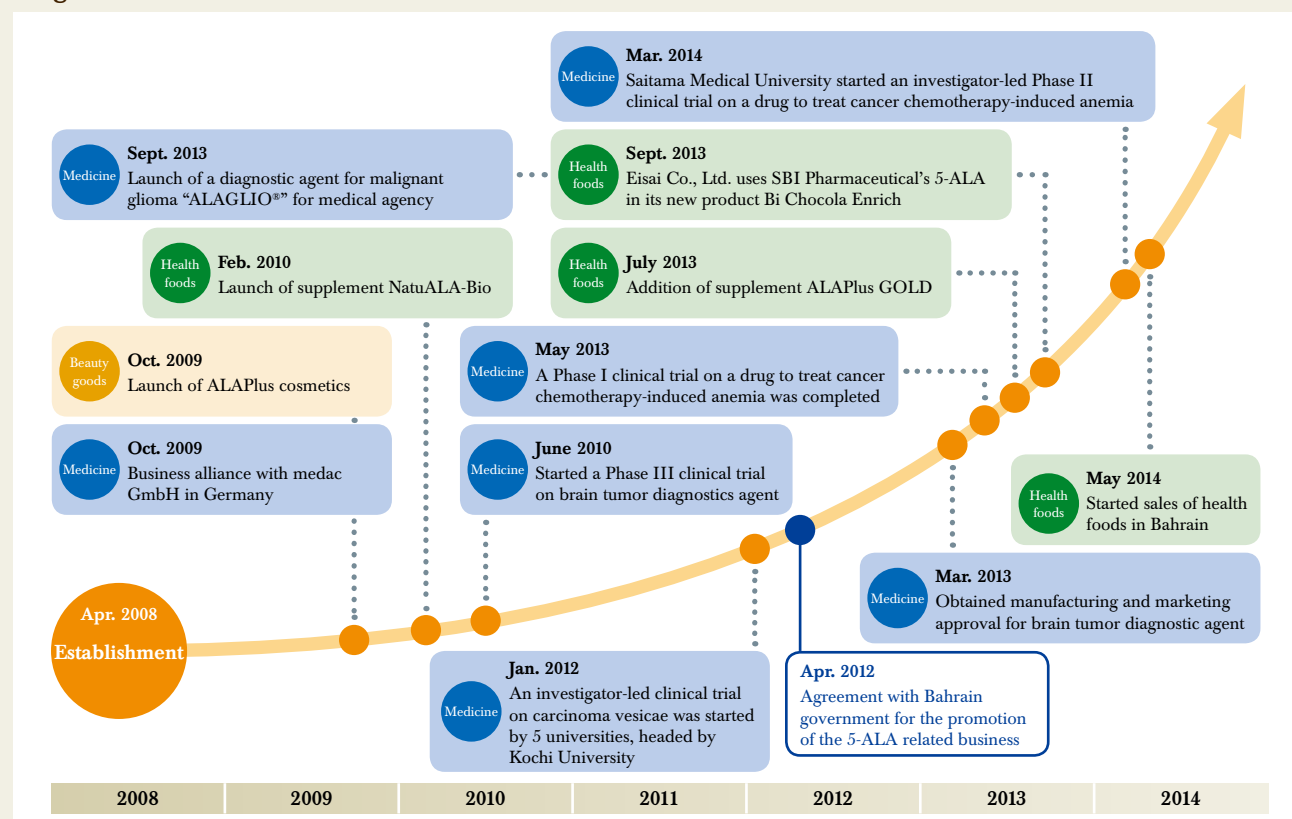 Medicine
Mar. 2014
Saitama Medical University started an investigator-led Phase II
clinical trial on a drug to treat cancer chemotherapy-induced anemia
Medicine
Sept. 2013
Launch of a diagnostic agent for malignant
glioma “ALAGLIO®” for medical agency
Health
foods
Sept. 2013
Eisai Co., Ltd. uses SBI Pharmaceutical’s 5-ALA
in its new product Bi Chocola Enrich
Health
foods
Feb. 2010
Launch of supplement NatuALA-Bio
Health
foods
July 2013
Addition of supplement ALAPlus GOLD
Beauty
goods
Oct. 2009
Launch of ALAPlus cosmetics
Medicine
May 2013
A Phase I clinical trial on a drug to treat cancer
chemotherapy-induced anemia was completed
Medicine
Oct. 2009
Business alliance with medac
GmbH in Germany
Medicine
June 2010
Started a Phase III clinical trial
on brain tumor diagnostics agent
Health
foods
May 2014
Started sales of health
foods in Bahrain
Medicine
Mar. 2013
Obtained manufacturing and marketing
approval for brain tumor diagnostic agent
Apr. 2008
Establishment
Medicine
Jan. 2012
An investigator-led clinical trial
on carcinoma vesicae was started
by 5 universities, headed by
Kochi University
Apr. 2012
Agreement with Bahrain
government for the promotion
of the 5-ALA related business
2008
2009
2010
2011
2012
2013
2014